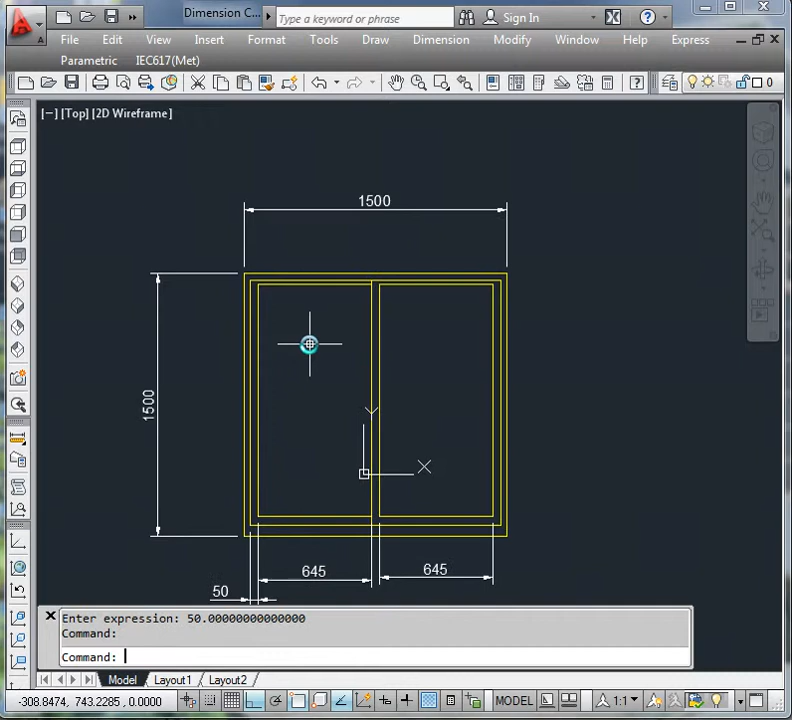 Dimension C...
Type a keyword or phrase
Sign In
File Edit View Insert Format Tools Draw Dimension Modify Window Help Express
Parametric IEC617(Met)
0
[−] [Top] [2D Wireframe]
1500
1500
Y
X
645
645
50
Enter expression: 50.00000000000000
Command:
Command:
Model Layout1 Layout2
-308.8474, 743.2285, 0.0000 MODEL 1:1